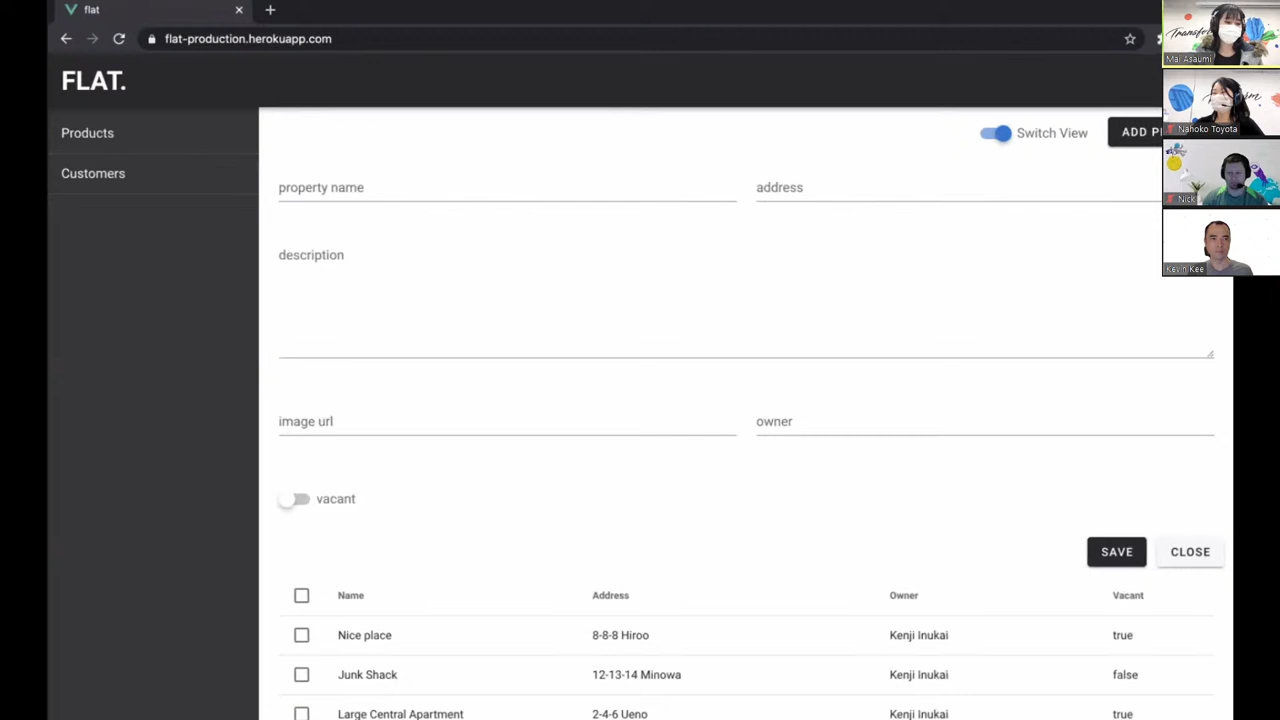 flat
flat-production.herokuapp.com
FLAT.
Products
Customers
Switch View
ADD P
property name
address
description
image url
owner
vacant
SAVE
CLOSE
Name Address Owner Vacant
Nice place 8-8-8 Hiroo Kenji Inukai true
Junk Shack 12-13-14 Minowa Kenji Inukai false
Large Central Apartment 2-4-6 Ueno Kenji Inukai true
Mai Asaumi
Nahoko Toyota
Nick
Kevin Kee